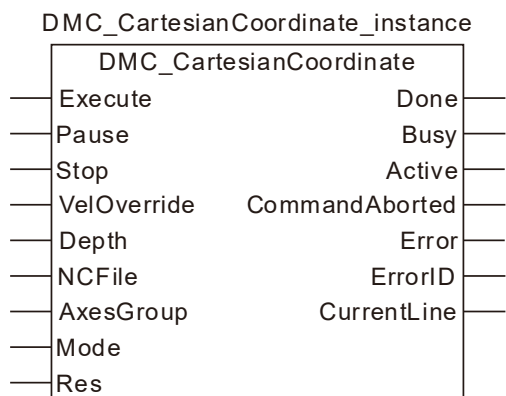 DMC_CartesianCoordinate_instance
DMC_CartesianCoordinate
Execute Done
Pause Busy
Stop Active
VelOverride CommandAborted
Depth Error
NCFile ErrorID
AxesGroup CurrentLine
Mode
Res